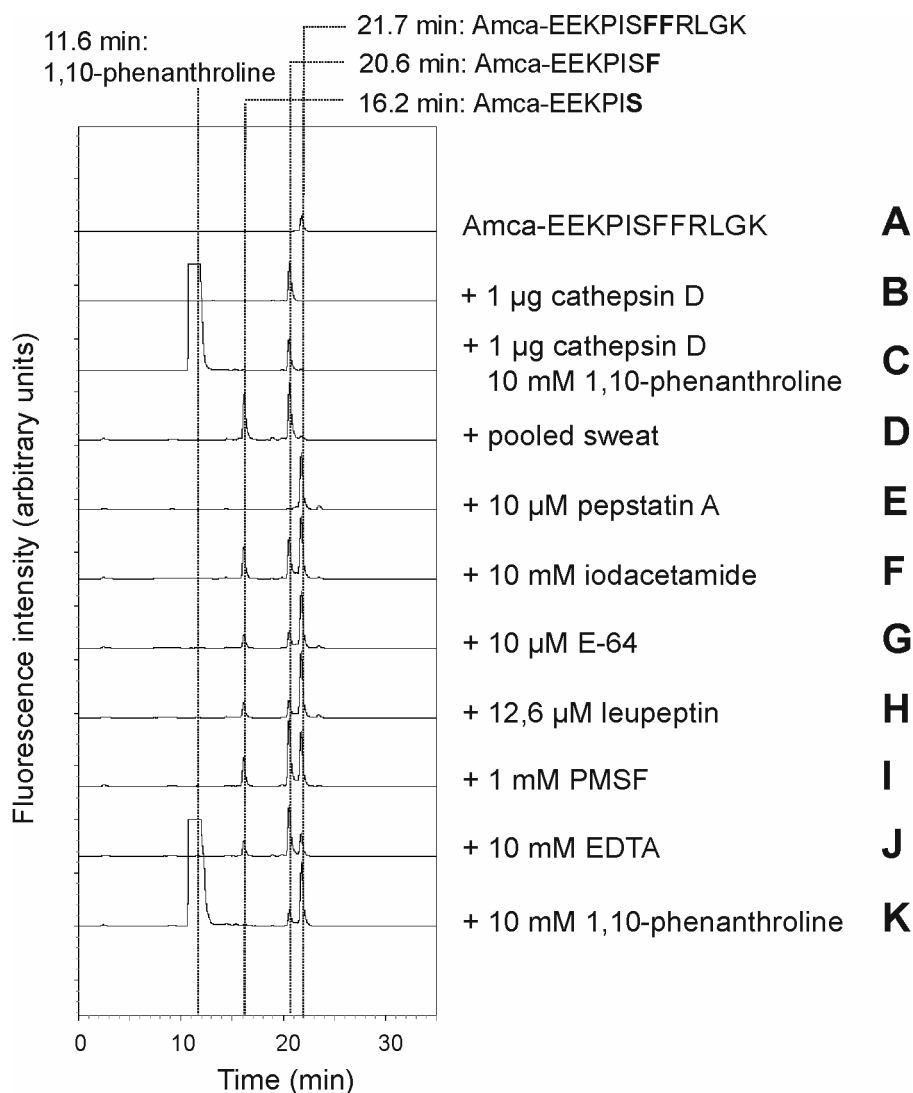 21.7 min: Amca-EEKPISFFRLGK
11.6 min:
20.6 min: Amca-EEKPISF
1,10-phenanthroline
16.2 min: Amca-EEKPIS
Amca-EEKPISFFRLGK A
+ 1 µg cathepsin D B
+ 1 µg cathepsin D
10 mM 1,10-phenanthroline C
+ pooled sweat D
+ 10 µM pepstatin A E
+ 10 mM iodacetamide F
+ 10 µM E-64 G
+ 12,6 µM leupeptin H
+ 1 mM PMSF I
+ 10 mM EDTA J
+ 10 mM 1,10-phenanthroline K
Fluorescence intensity (arbitrary units)
0 10 20 30
Time (min)